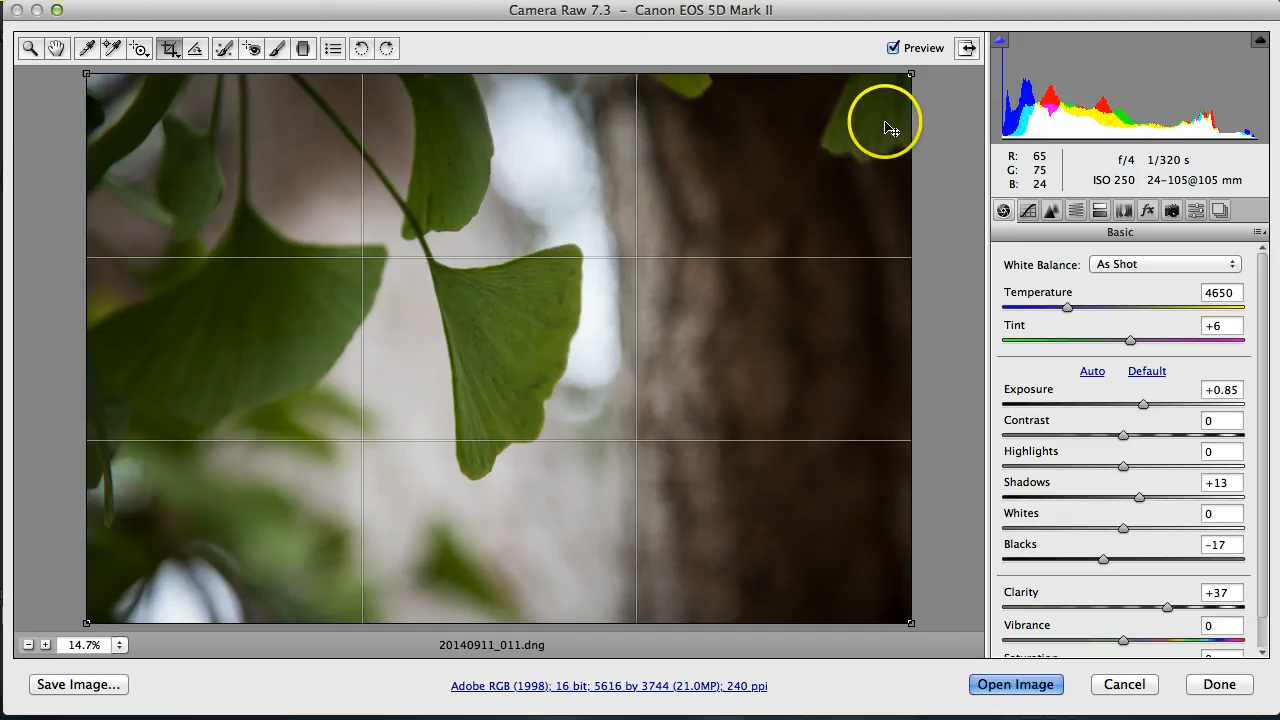 Camera Raw 7.3 – Canon EOS 5D Mark II
Preview
R: 65
G: 75
B: 24
f/4 1/320 s
ISO 250 24–105@105 mm
fx
Basic
White Balance: As Shot
Temperature 4650
Tint +6
Auto Default
Exposure +0.85
Contrast 0
Highlights 0
Shadows +13
Whites 0
Blacks -17
Clarity +37
Vibrance 0
14.7%
20140911_011.dng
Save Image...
Adobe RGB (1998); 16 bit; 5616 by 3744 (21.0MP); 240 ppi
Open Image
Cancel
Done